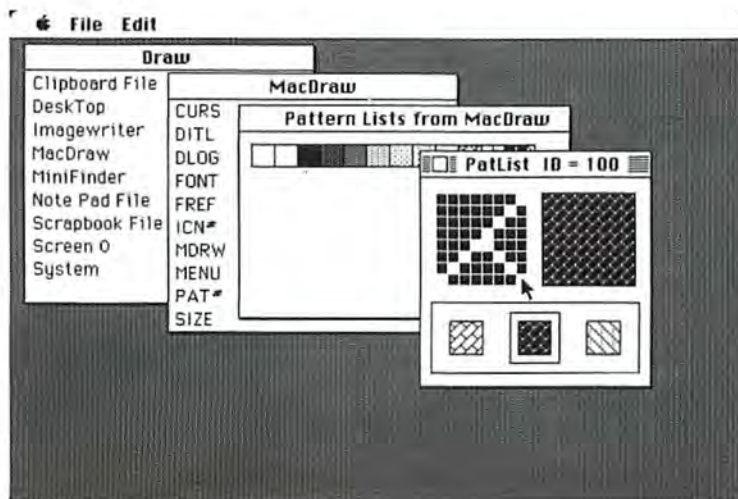 File Edit
Draw
Clipboard File
DeskTop
Imagewriter
MacDraw
MiniFinder
Note Pad File
Scrapbook File
Screen 0
System
MacDraw
CURS
DITL
DLOG
FONT
FREF
ICN#
MDRW
MENU
PAT#
SIZE
Pattern Lists from MacDraw
PatList ID = 100